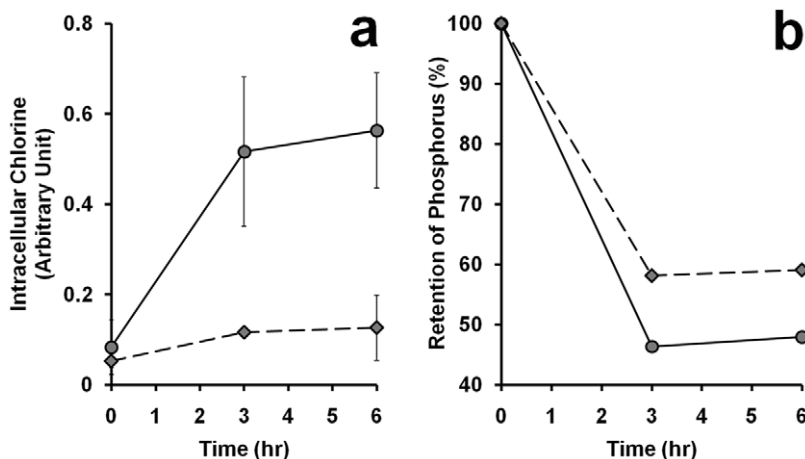 a
0.8
0.6
0.4
0.2
0
Intracellular Chlorine
(Arbitrary Unit)
0 1 2 3 4 5 6
Time (hr)
b
100
90
80
70
60
50
40
Retention of Phosphorus (%)
0 1 2 3 4 5 6
Time (hr)